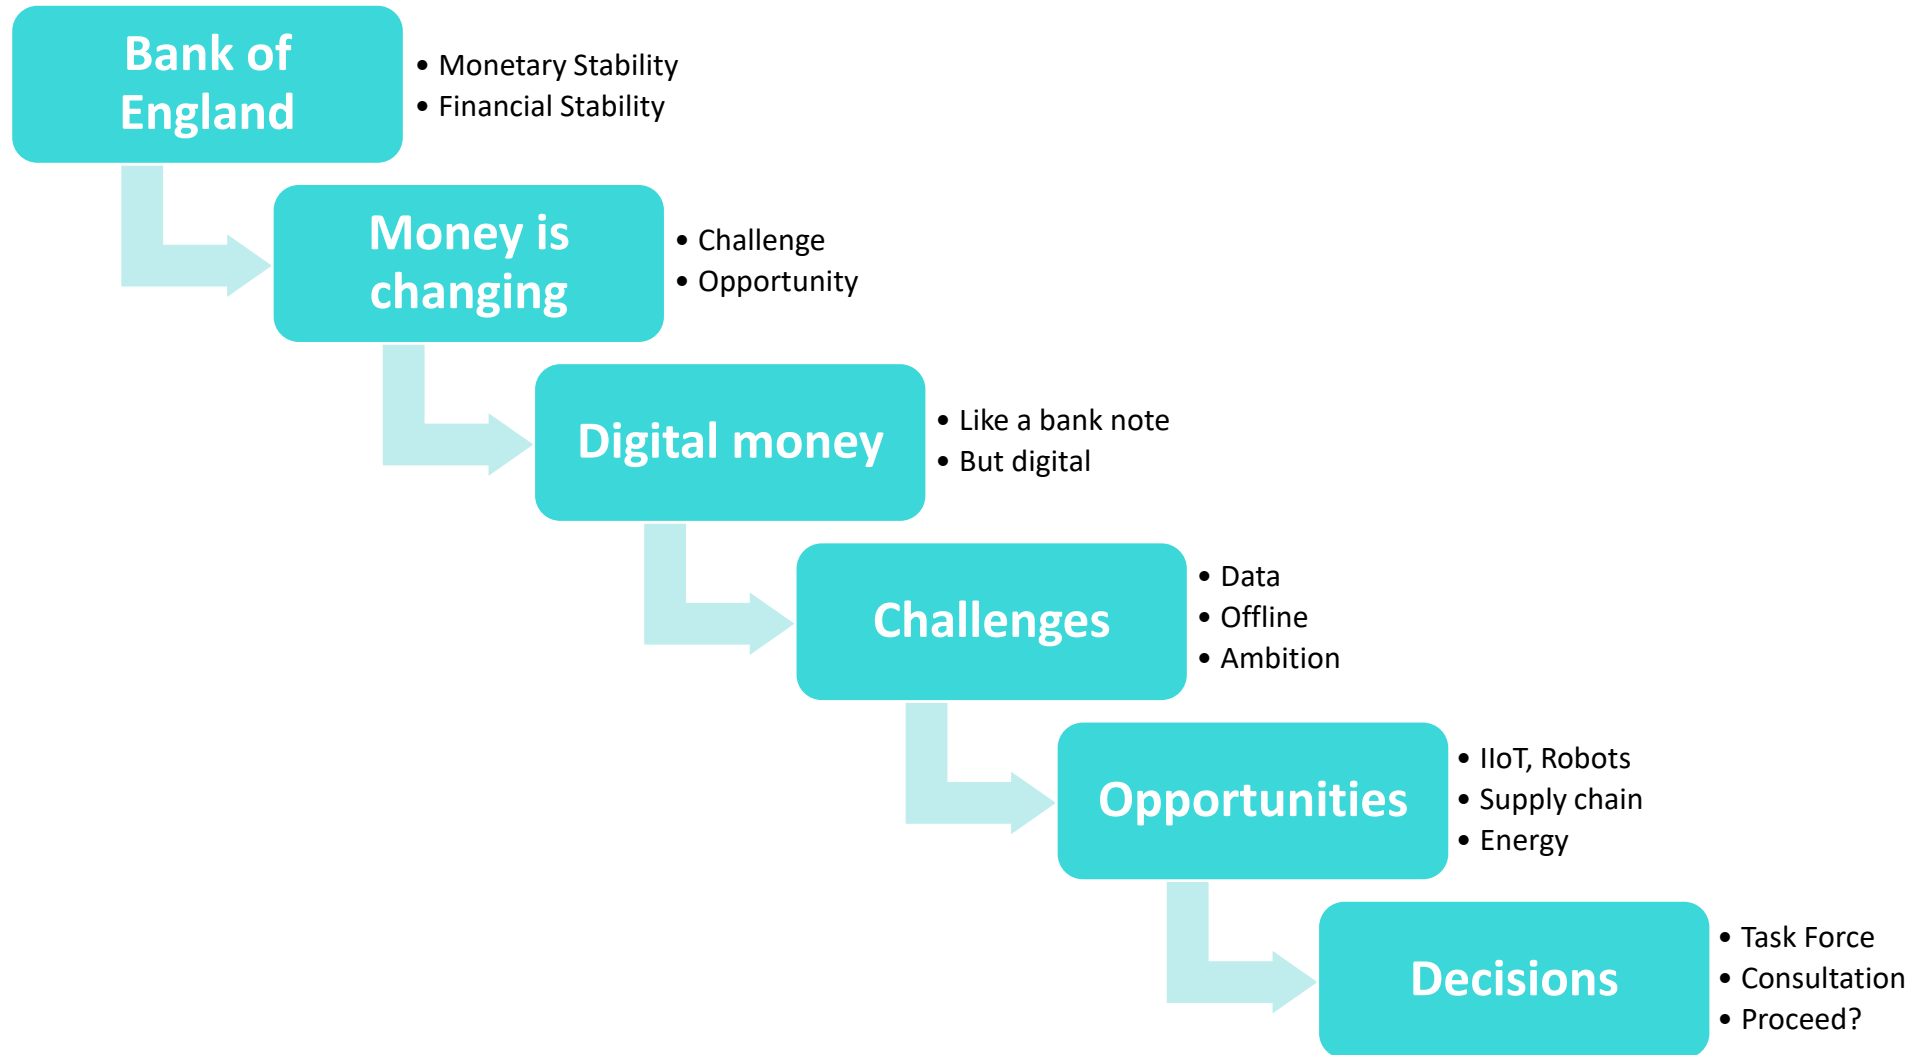 Bank of
England
• Monetary Stability
• Financial Stability
Money is
changing
• Challenge
• Opportunity
Digital money
• Like a bank note
• But digital
Challenges
• Data
• Offline
• Ambition
Opportunities
• IIoT, Robots
• Supply chain
• Energy
Decisions
• Task Force
• Consultation
• Proceed?